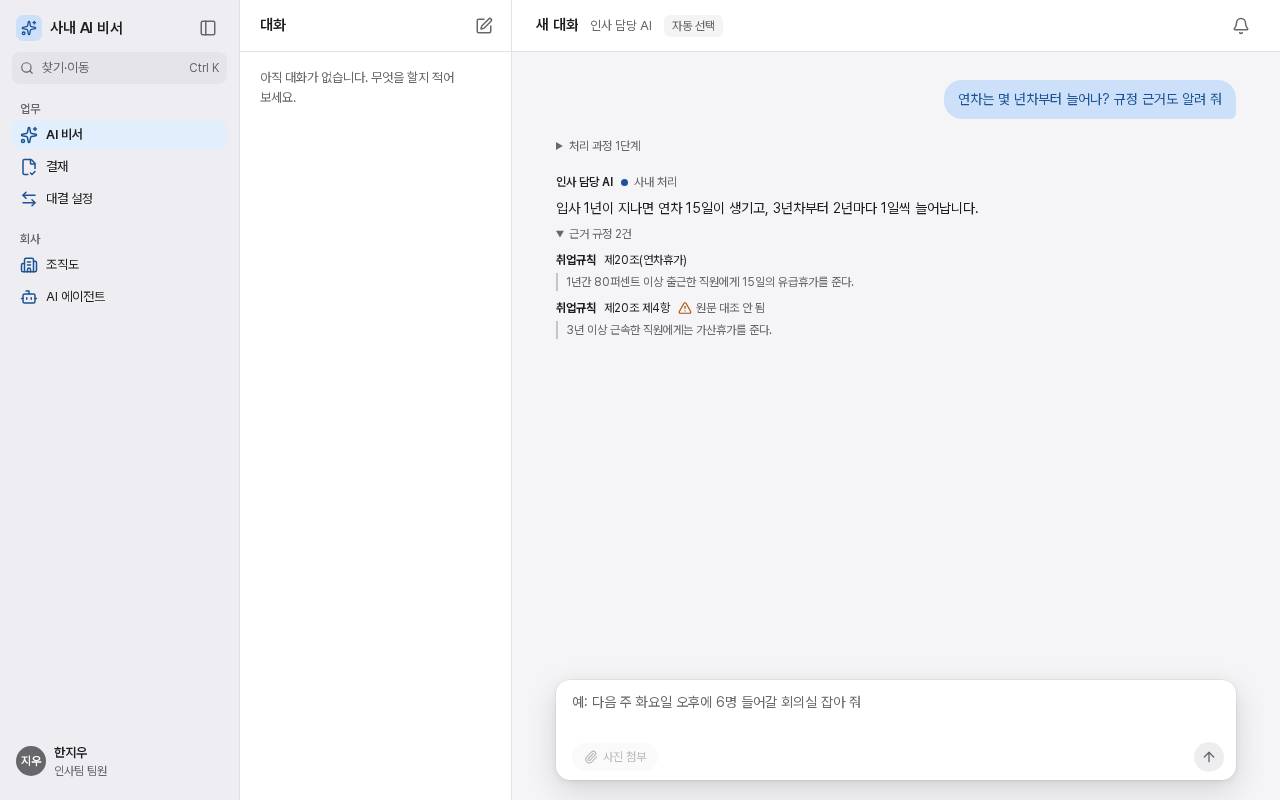 사내 AI 비서
찾기·이동 Ctrl K
업무
AI 비서
결재
대결 설정
회사
조직도
AI 에이전트
지우
한지우
인사팀 팀원
대화
아직 대화가 없습니다. 무엇을 할지 적어
보세요.
새 대화 인사 담당 AI 자동 선택
연차는 몇 년차부터 늘어나? 규정 근거도 알려 줘
처리 과정 1단계
인사 담당 AI 사내 처리
입사 1년이 지나면 연차 15일이 생기고, 3년차부터 2년마다 1일씩 늘어납니다.
근거 규정 2건
취업규칙 제20조(연차휴가)
1년간 80퍼센트 이상 출근한 직원에게 15일의 유급휴가를 준다.
취업규칙 제20조 제4항 원문 대조 안 됨
3년 이상 근속한 직원에게는 가산휴가를 준다.
예: 다음 주 화요일 오후에 6명 들어갈 회의실 잡아 줘
사진 첨부